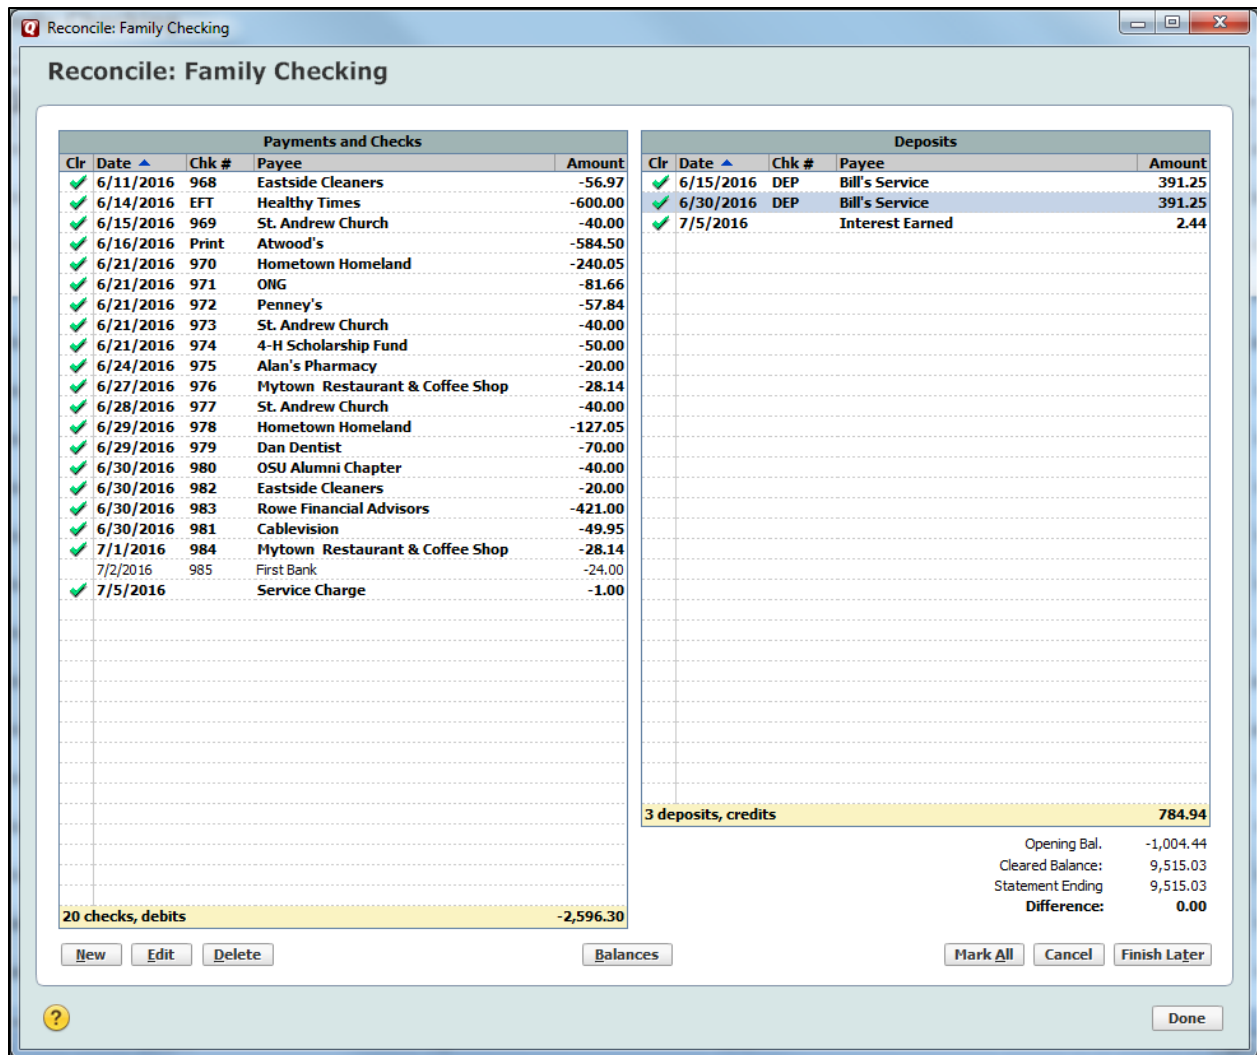 Reconcile: Family Checking
Reconcile: Family Checking
Payments and Checks
Clr Date Chk # Payee Amount
6/11/2016 968 Eastside Cleaners -56.97
6/14/2016 EFT Healthy Times -600.00
6/15/2016 969 St. Andrew Church -40.00
6/16/2016 Print Atwood's -584.50
6/21/2016 970 Hometown Homeland -240.05
6/21/2016 971 ONG -81.66
6/21/2016 972 Penney's -57.84
6/21/2016 973 St. Andrew Church -40.00
6/21/2016 974 4-H Scholarship Fund -50.00
6/24/2016 975 Alan's Pharmacy -20.00
6/27/2016 976 Mytown Restaurant & Coffee Shop -28.14
6/28/2016 977 St. Andrew Church -40.00
6/29/2016 978 Hometown Homeland -127.05
6/29/2016 979 Dan Dentist -70.00
6/30/2016 980 OSU Alumni Chapter -40.00
6/30/2016 982 Eastside Cleaners -20.00
6/30/2016 983 Rowe Financial Advisors -421.00
6/30/2016 981 Cablevision -49.95
7/1/2016 984 Mytown Restaurant & Coffee Shop -28.14
7/2/2016 985 First Bank -24.00
7/5/2016 Service Charge -1.00
20 checks, debits -2,596.30
Deposits
Clr Date Chk # Payee Amount
6/15/2016 DEP Bill's Service 391.25
6/30/2016 DEP Bill's Service 391.25
7/5/2016 Interest Earned 2.44
3 deposits, credits 784.94
Opening Bal. -1,004.44
Cleared Balance: 9,515.03
Statement Ending 9,515.03
Difference: 0.00
New Edit Delete Balances Mark All Cancel Finish Later
? Done